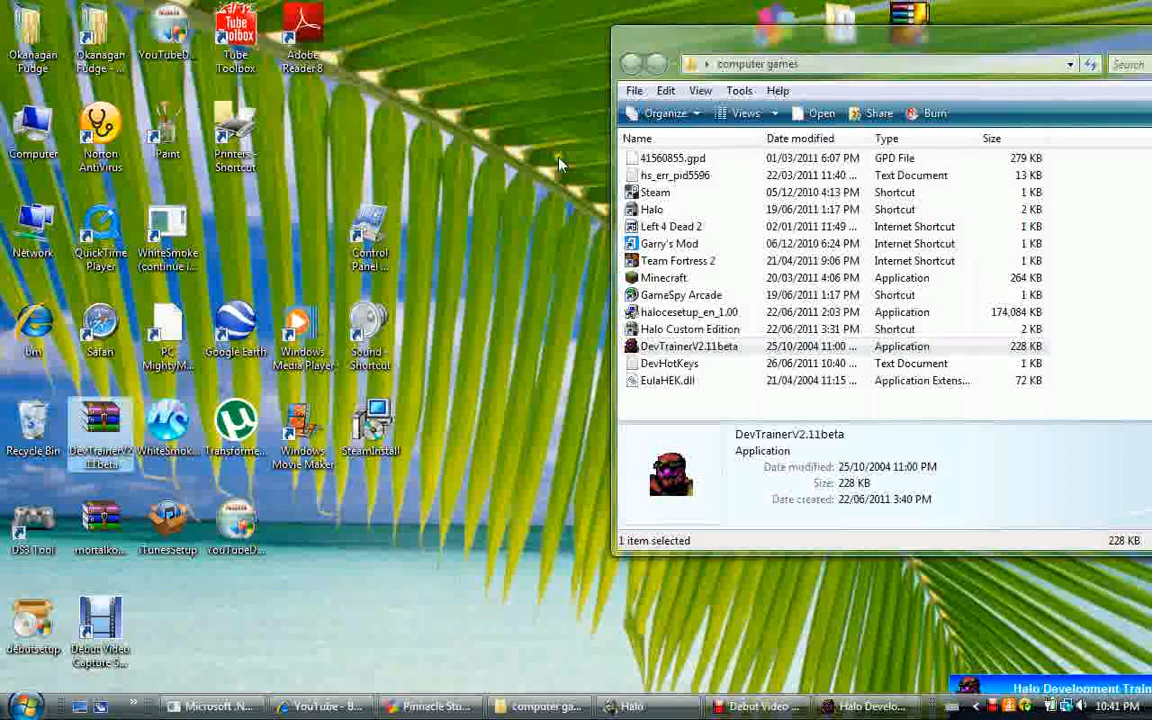 Okanagan Fudge
Okanagan Fudge - ...
YouTubeD...
Tube Toolbox
Adobe Reader 8
Tube Toolbox
Computer
Norton AntiVirus
Paint
Printers - Shortcut
Network
QuickTime Player
WhiteSmoke (continue i...
Control Panel ...
Safari
PC MightyM...
Google Earth
Windows Media Player
Sound - Shortcut
Recycle Bin
DevTrainerV2.11beta
WhiteSmok...
Transforme...
Windows Movie Maker
SteamInstall
DS3 Tool
mortalko...
iTunesSetup
YouTubeD...
debutsetup
Debut Video Capture S...
computer games
Search
File Edit View Tools Help
Organize Views Open Share Burn
Name Date modified Type Size
41560855.gpd 01/03/2011 6:07 PM GPD File 279 KB
hs_err_pid5596 22/03/2011 11:40 ... Text Document 13 KB
Steam 05/12/2010 4:13 PM Shortcut 1 KB
Halo 19/06/2011 1:17 PM Shortcut 2 KB
Left 4 Dead 2 02/01/2011 11:49 ... Internet Shortcut 1 KB
Garry's Mod 06/12/2010 6:24 PM Internet Shortcut 1 KB
Team Fortress 2 21/04/2011 9:06 PM Internet Shortcut 1 KB
Minecraft 20/03/2011 4:06 PM Application 264 KB
GameSpy Arcade 19/06/2011 1:17 PM Shortcut 1 KB
halocesetup_en_1.00 22/06/2011 2:03 PM Application 174,084 KB
Halo Custom Edition 22/06/2011 3:31 PM Shortcut 2 KB
DevTrainerV2.11beta 25/10/2004 11:00 ... Application 228 KB
DevHotKeys 26/06/2011 10:40 ... Text Document 1 KB
EulaHEK.dll 21/04/2004 11:15 ... Application Extens... 72 KB
DevTrainerV2.11beta
Application
Date modified: 25/10/2004 11:00 PM
Size: 228 KB
Date created: 22/06/2011 3:40 PM
1 item selected 228 KB
Halo Development Train
Microsoft .N...
YouTube - B...
Pinnacle Stu...
computer ga...
Halo
Debut Video ...
Halo Develo...
10:41 PM